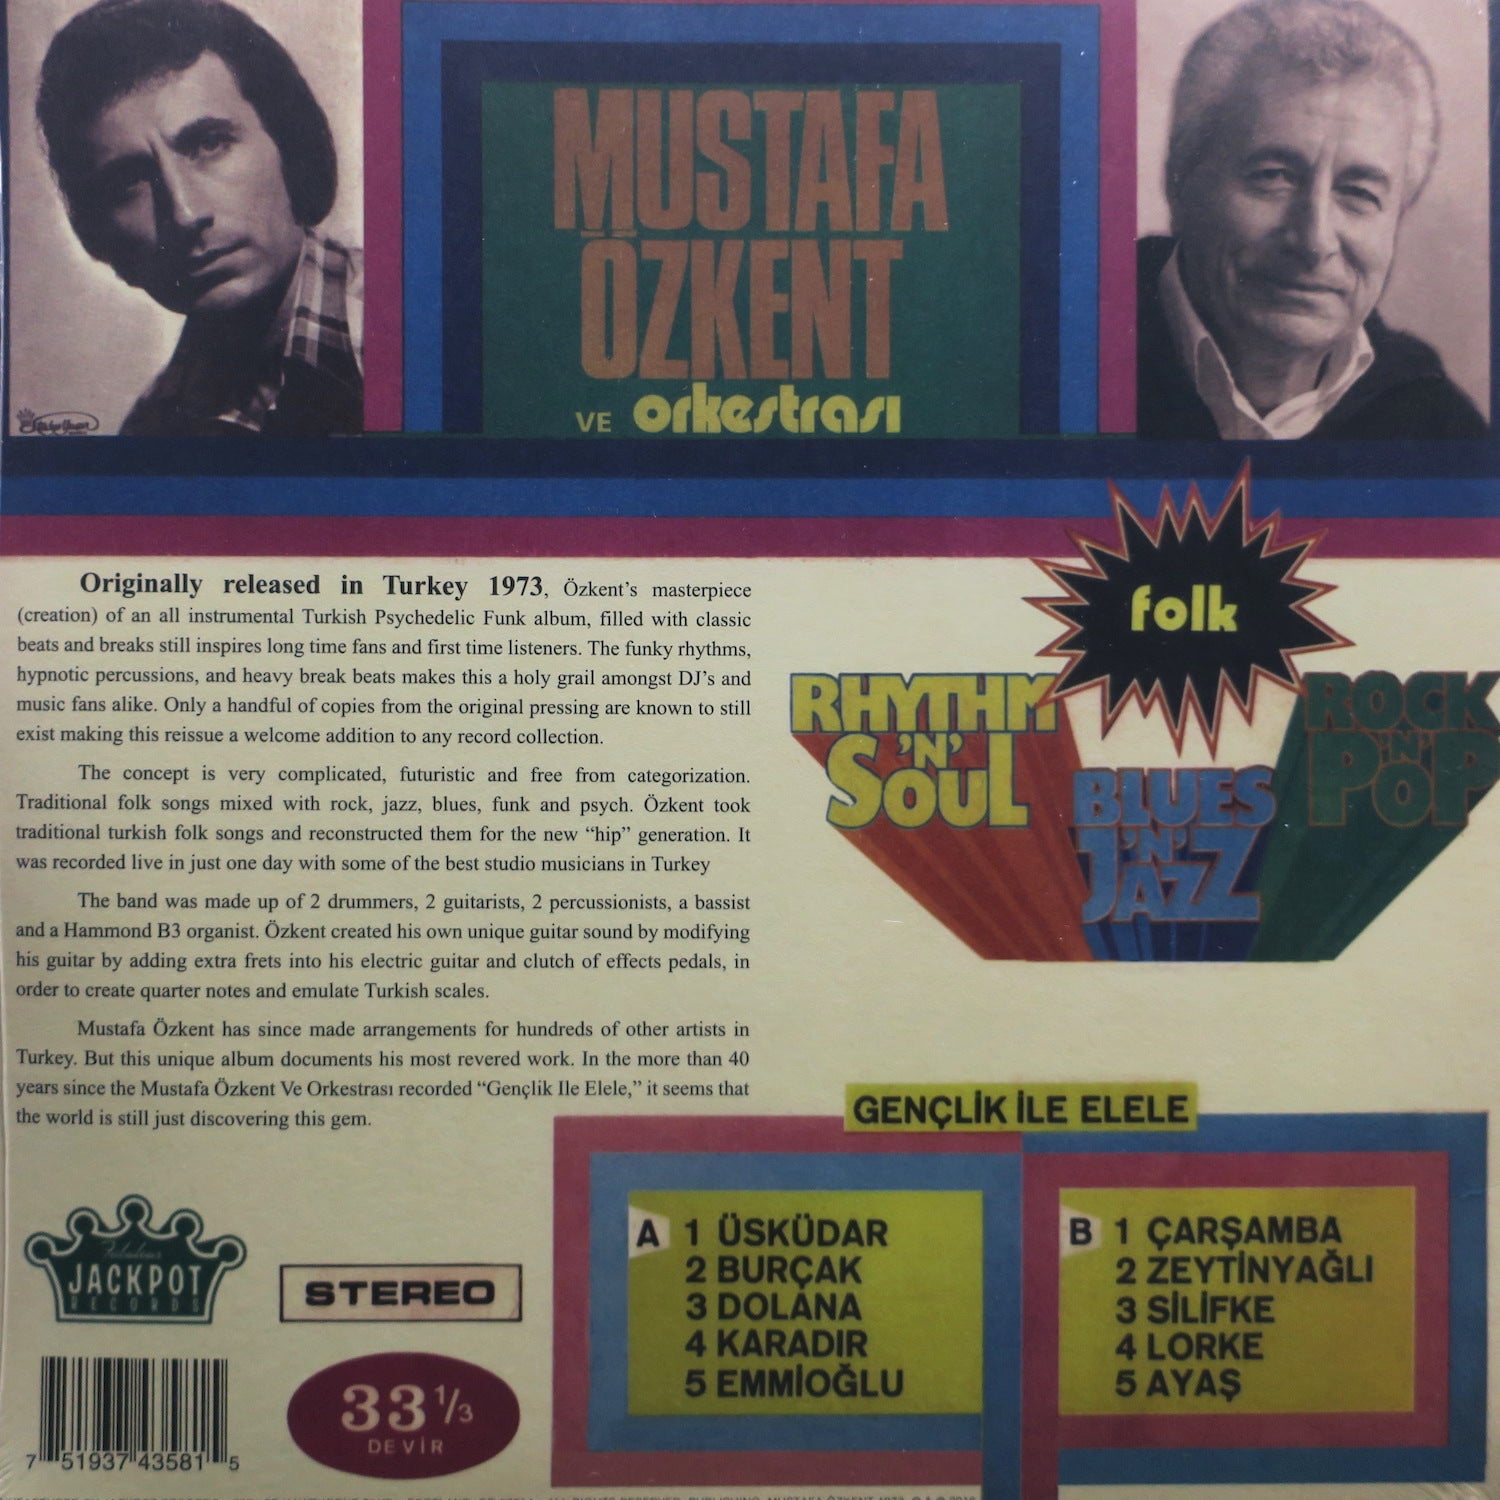 MUSTAFA
ÖZKENT
VE orkestrası
folk
RHYTHM
'N'
SOUL
BLUES
'N'
JAZZ
ROCK
'N'
POP
Originally released in Turkey 1973, Özkent's masterpiece
(creation) of an all instrumental Turkish Psychedelic Funk album, filled with classic
beats and breaks still inspires long time fans and first time listeners. The funky rhythms,
hypnotic percussions, and heavy break beats makes this a holy grail amongst DJ's and
music fans alike. Only a handful of copies from the original pressing are known to still
exist making this reissue a welcome addition to any record collection.
The concept is very complicated, futuristic and free from categorization.
Traditional folk songs mixed with rock, jazz, blues, funk and psych. Özkent took
traditional turkish folk songs and reconstructed them for the new “hip” generation. It
was recorded live in just one day with some of the best studio musicians in Turkey
The band was made up of 2 drummers, 2 guitarists, 2 percussionists, a bassist
and a Hammond B3 organist. Özkent created his own unique guitar sound by modifying
his guitar by adding extra frets into his electric guitar and clutch of effects pedals, in
order to create quarter notes and emulate Turkish scales.
Mustafa Özkent has since made arrangements for hundreds of other artists in
Turkey. But this unique album documents his most revered work. In the more than 40
years since the Mustafa Özkent Ve Orkestrası recorded “Gençlik Ile Elele,” it seems that
the world is still just discovering this gem.
GENÇLİK İLE ELELE
A 1 ÜSKÜDAR
2 BURÇAK
3 DOLANA
4 KARADIR
5 EMMİOĞLU
B 1 ÇARŞAMBA
2 ZEYTİNYAĞLI
3 SİLİFKE
4 LORKE
5 AYAŞ
Fabulous
JACKPOT
RECORDS
STEREO
33 1/3
DEVİR
7 51937 43581 5